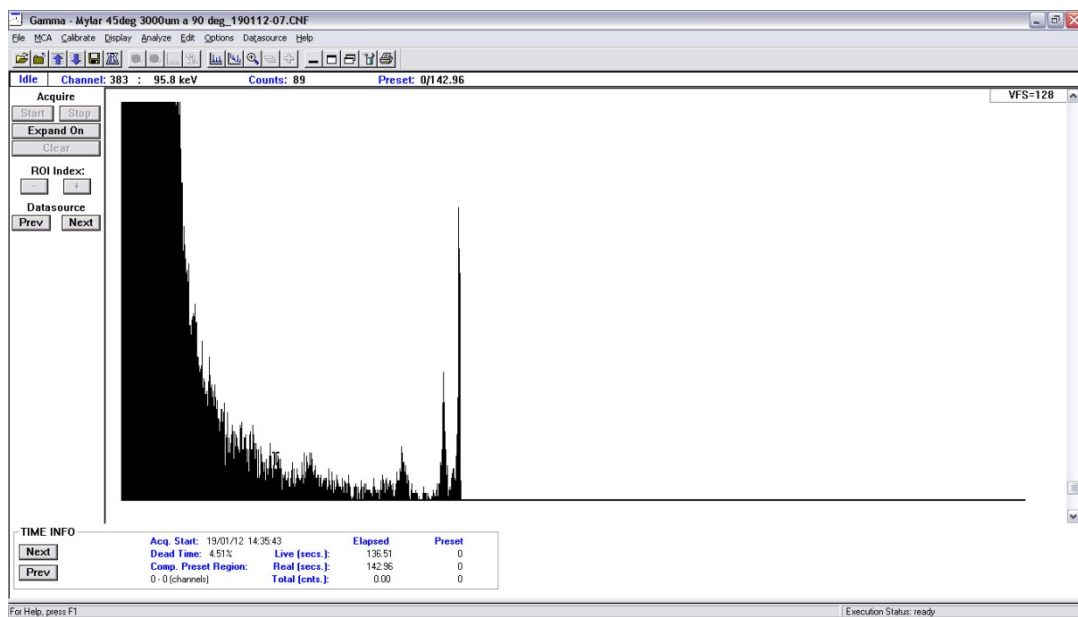 Gamma - Mylar 45deg 3000um a 90 deg_190112-07.CNF
File MCA Calibrate Display Analyze Edit Options Datasource Help
Idle Channel: 383 : 95.8 keV Counts: 89 Preset: 0/142.96
Acquire
VFS=128
Start Stop
Expand On
Clear
ROI Index:
- +
Datasource
Prev Next
TIME INFO
Next
Prev
Acq. Start: 19/01/12 14:35:43 Elapsed Preset
Dead Time: 4.51% Live (secs.): 136.51 0
Comp. Preset Region: Real (secs.): 142.96 0
0 - 0 (channels) Total (cnts.): 0.00 0
For Help, press F1 Execution Status: ready